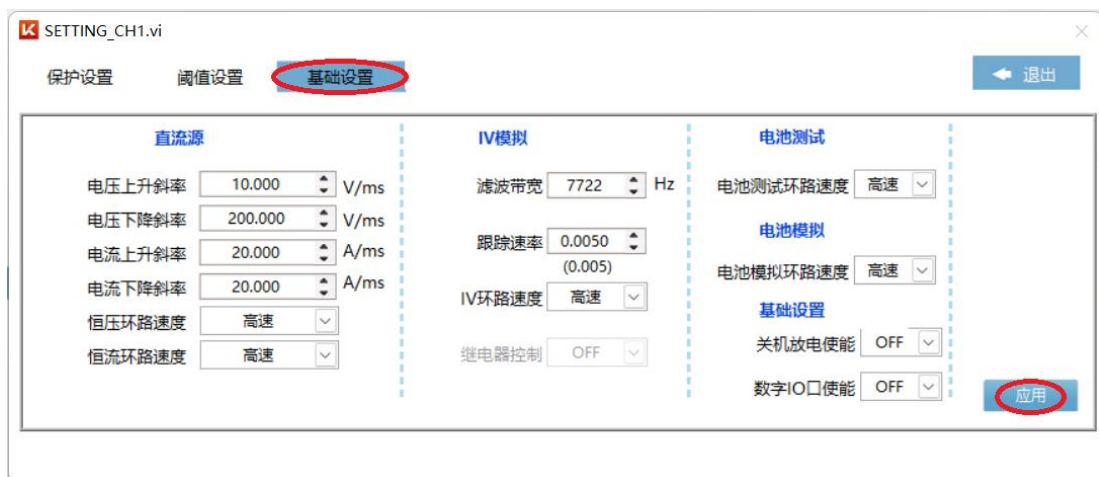 SETTING_CH1.vi
保护设置 阈值设置 基础设置 退出
直流源
电压上升斜率 10.000 V/ms
电压下降斜率 200.000 V/ms
电流上升斜率 20.000 A/ms
电流下降斜率 20.000 A/ms
恒压环路速度 高速
恒流环路速度 高速
IV模拟
滤波带宽 7722 Hz
跟踪速率 0.0050
(0.005)
IV环路速度 高速
继电器控制 OFF
电池测试
电池测试环路速度 高速
电池模拟
电池模拟环路速度 高速
基础设置
关机放电使能 OFF
数字IO口使能 OFF
应用